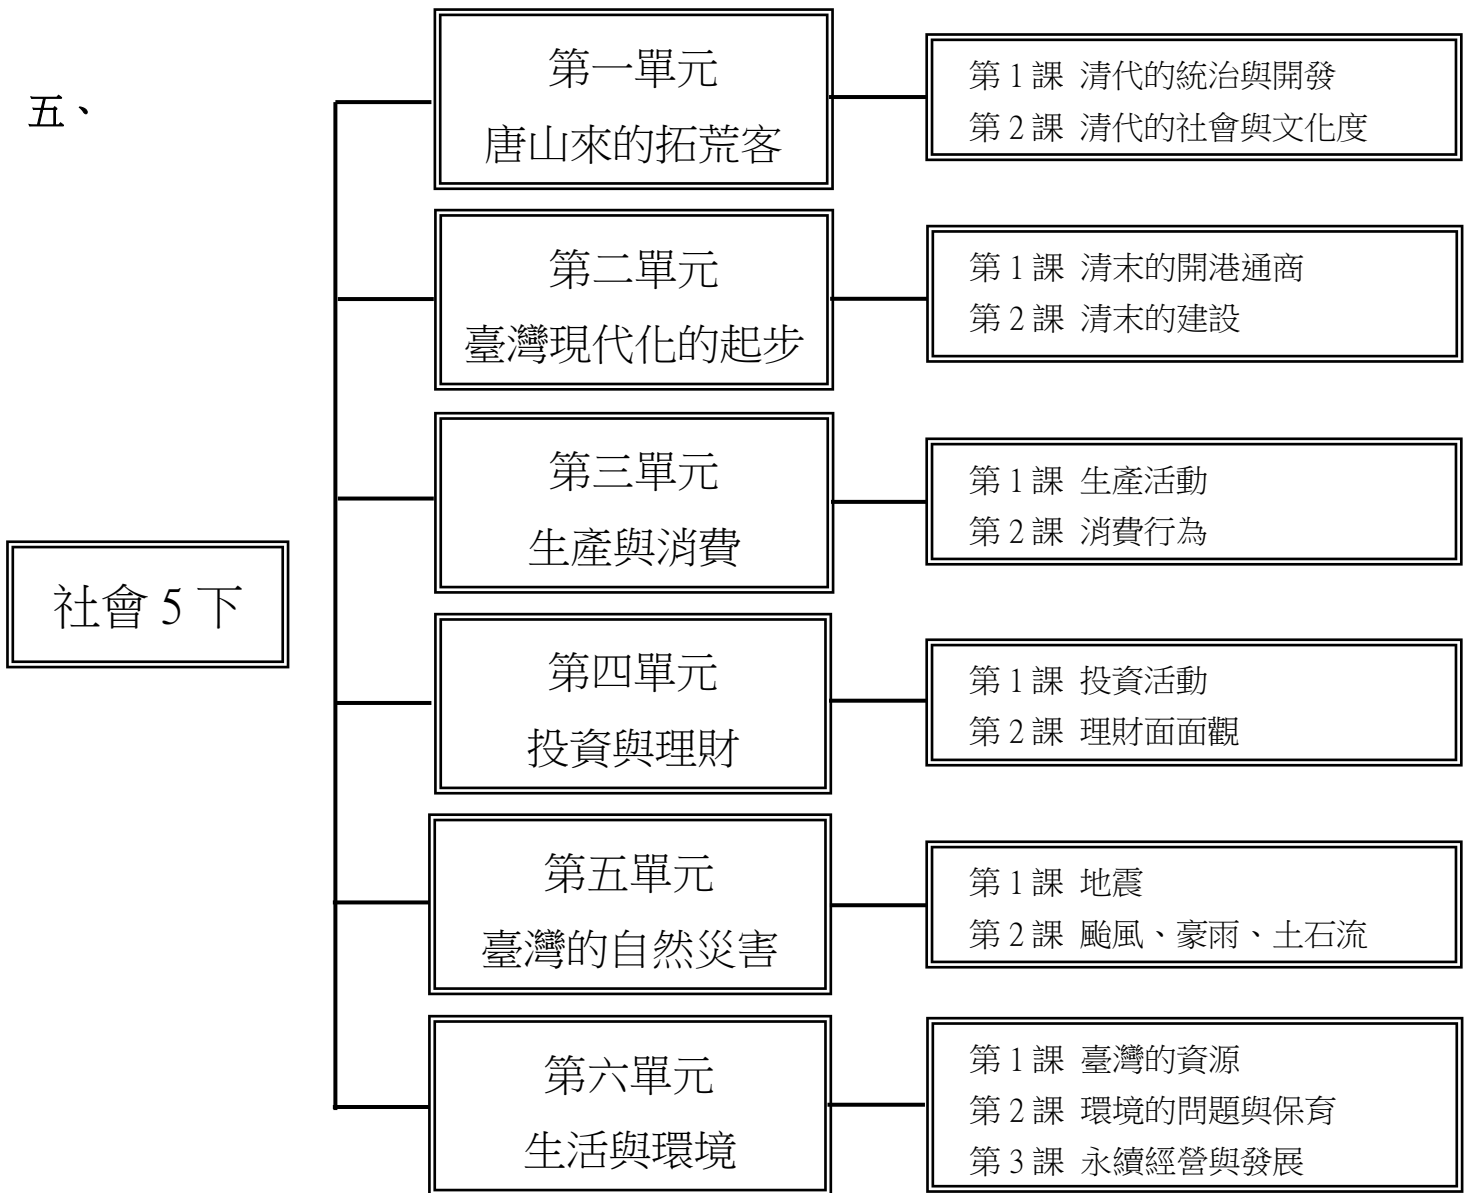 五、
社會 5 下
第一單元
唐山來的拓荒客
第 1 課 清代的統治與開發
第 2 課 清代的社會與文化度
第二單元
臺灣現代化的起步
第 1 課 清末的開港通商
第 2 課 清末的建設
第三單元
生產與消費
第 1 課 生產活動
第 2 課 消費行為
第四單元
投資與理財
第 1 課 投資活動
第 2 課 理財面面觀
第五單元
臺灣的自然災害
第 1 課 地震
第 2 課 颱風、豪雨、土石流
第六單元
生活與環境
第 1 課 臺灣的資源
第 2 課 環境的問題與保育
第 3 課 永續經營與發展